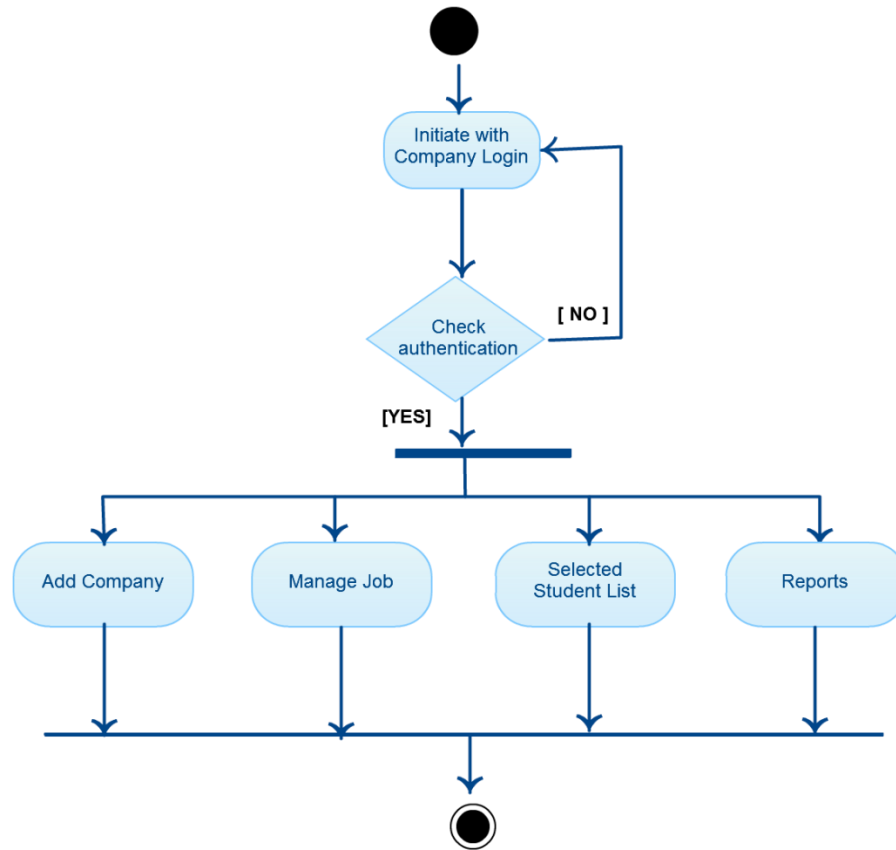 Initiate with
Company Login
[ NO ]
Check
authentication
[YES]
Add Company
Manage Job
Selected
Student List
Reports